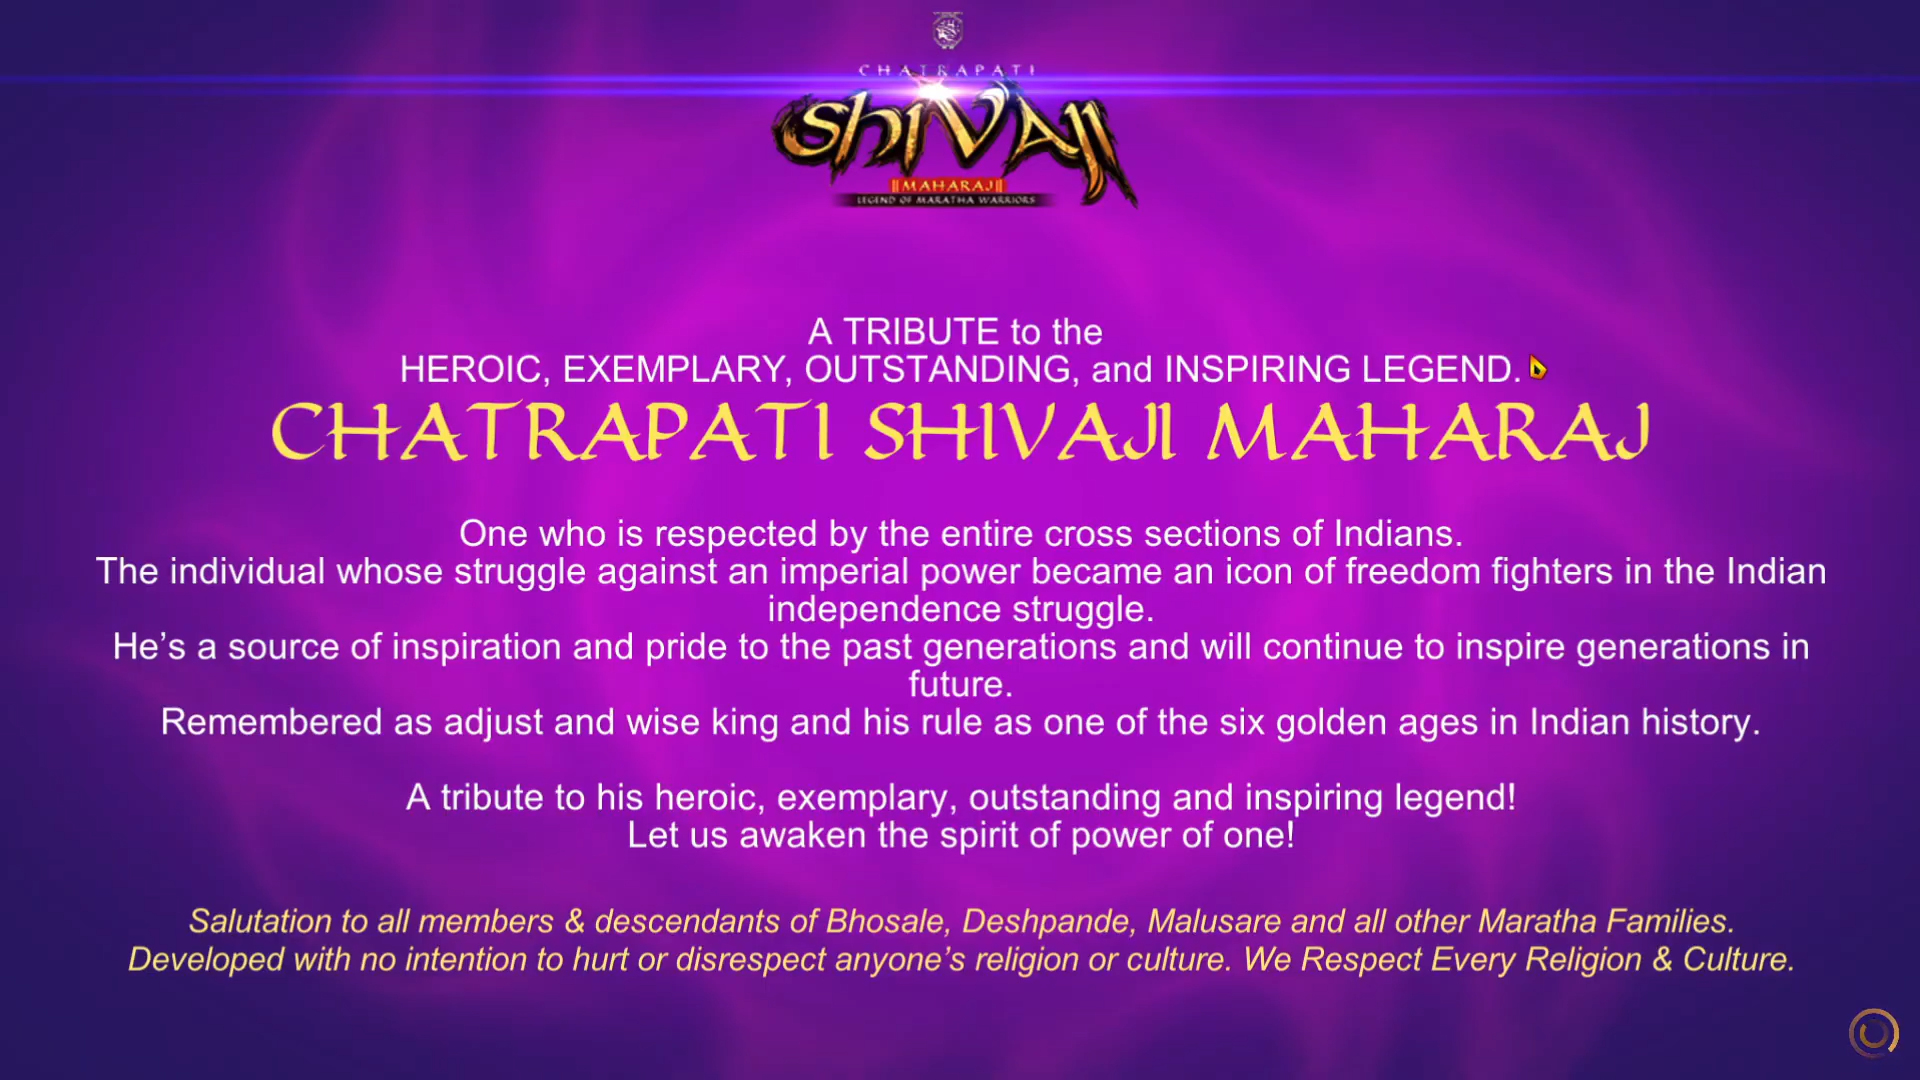 CHATRAPATI
SHIVAJI
||MAHARAJ||
LEGEND OF MARATHA WARRIORS
A TRIBUTE to the
HEROIC, EXEMPLARY, OUTSTANDING, and INSPIRING LEGEND.
CHATRAPATI SHIVAJI MAHARAJ
One who is respected by the entire cross sections of Indians.
The individual whose struggle against an imperial power became an icon of freedom fighters in the Indian
independence struggle.
He's a source of inspiration and pride to the past generations and will continue to inspire generations in
future.
Remembered as adjust and wise king and his rule as one of the six golden ages in Indian history.
A tribute to his heroic, exemplary, outstanding and inspiring legend!
Let us awaken the spirit of power of one!
Salutation to all members & descendants of Bhosale, Deshpande, Malusare and all other Maratha Families.
Developed with no intention to hurt or disrespect anyone's religion or culture. We Respect Every Religion & Culture.